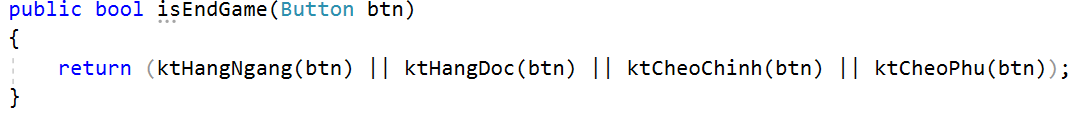 public bool isEndGame(Button btn)
{
return (ktHangNgang(btn) || ktHangDoc(btn) || ktCheoChinh(btn) || ktCheoPhu(btn));
}